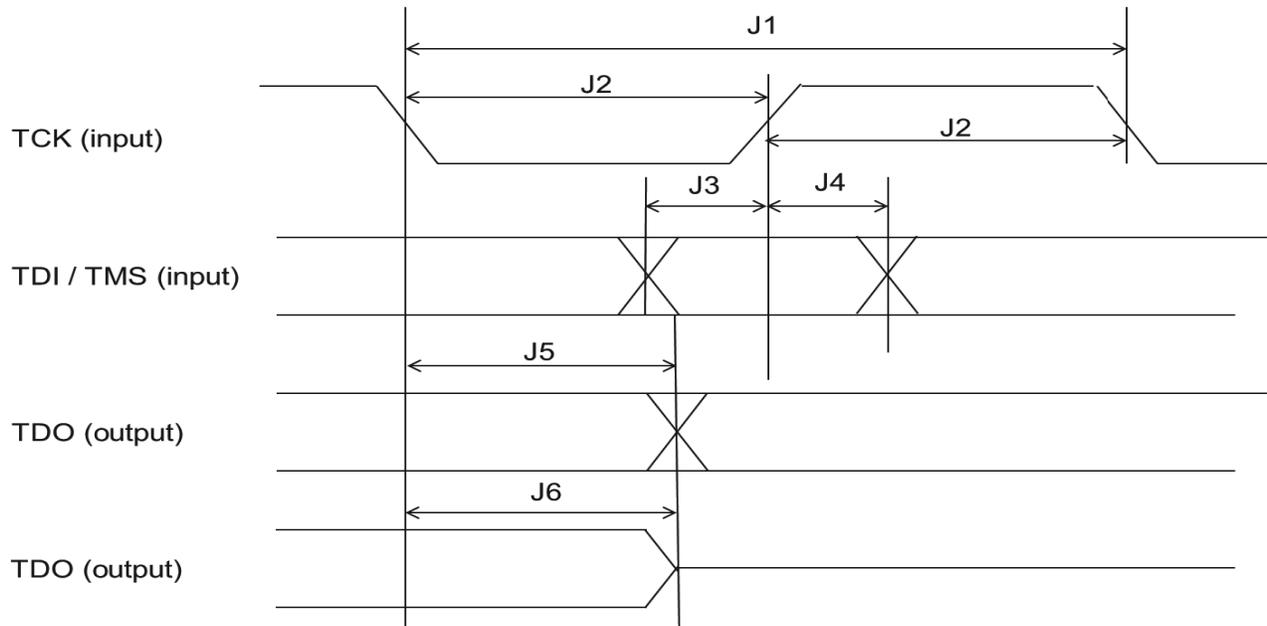 J1
J2
TCK (input)
J2
J3
J4
TDI / TMS (input)
J5
TDO (output)
J6
TDO (output)